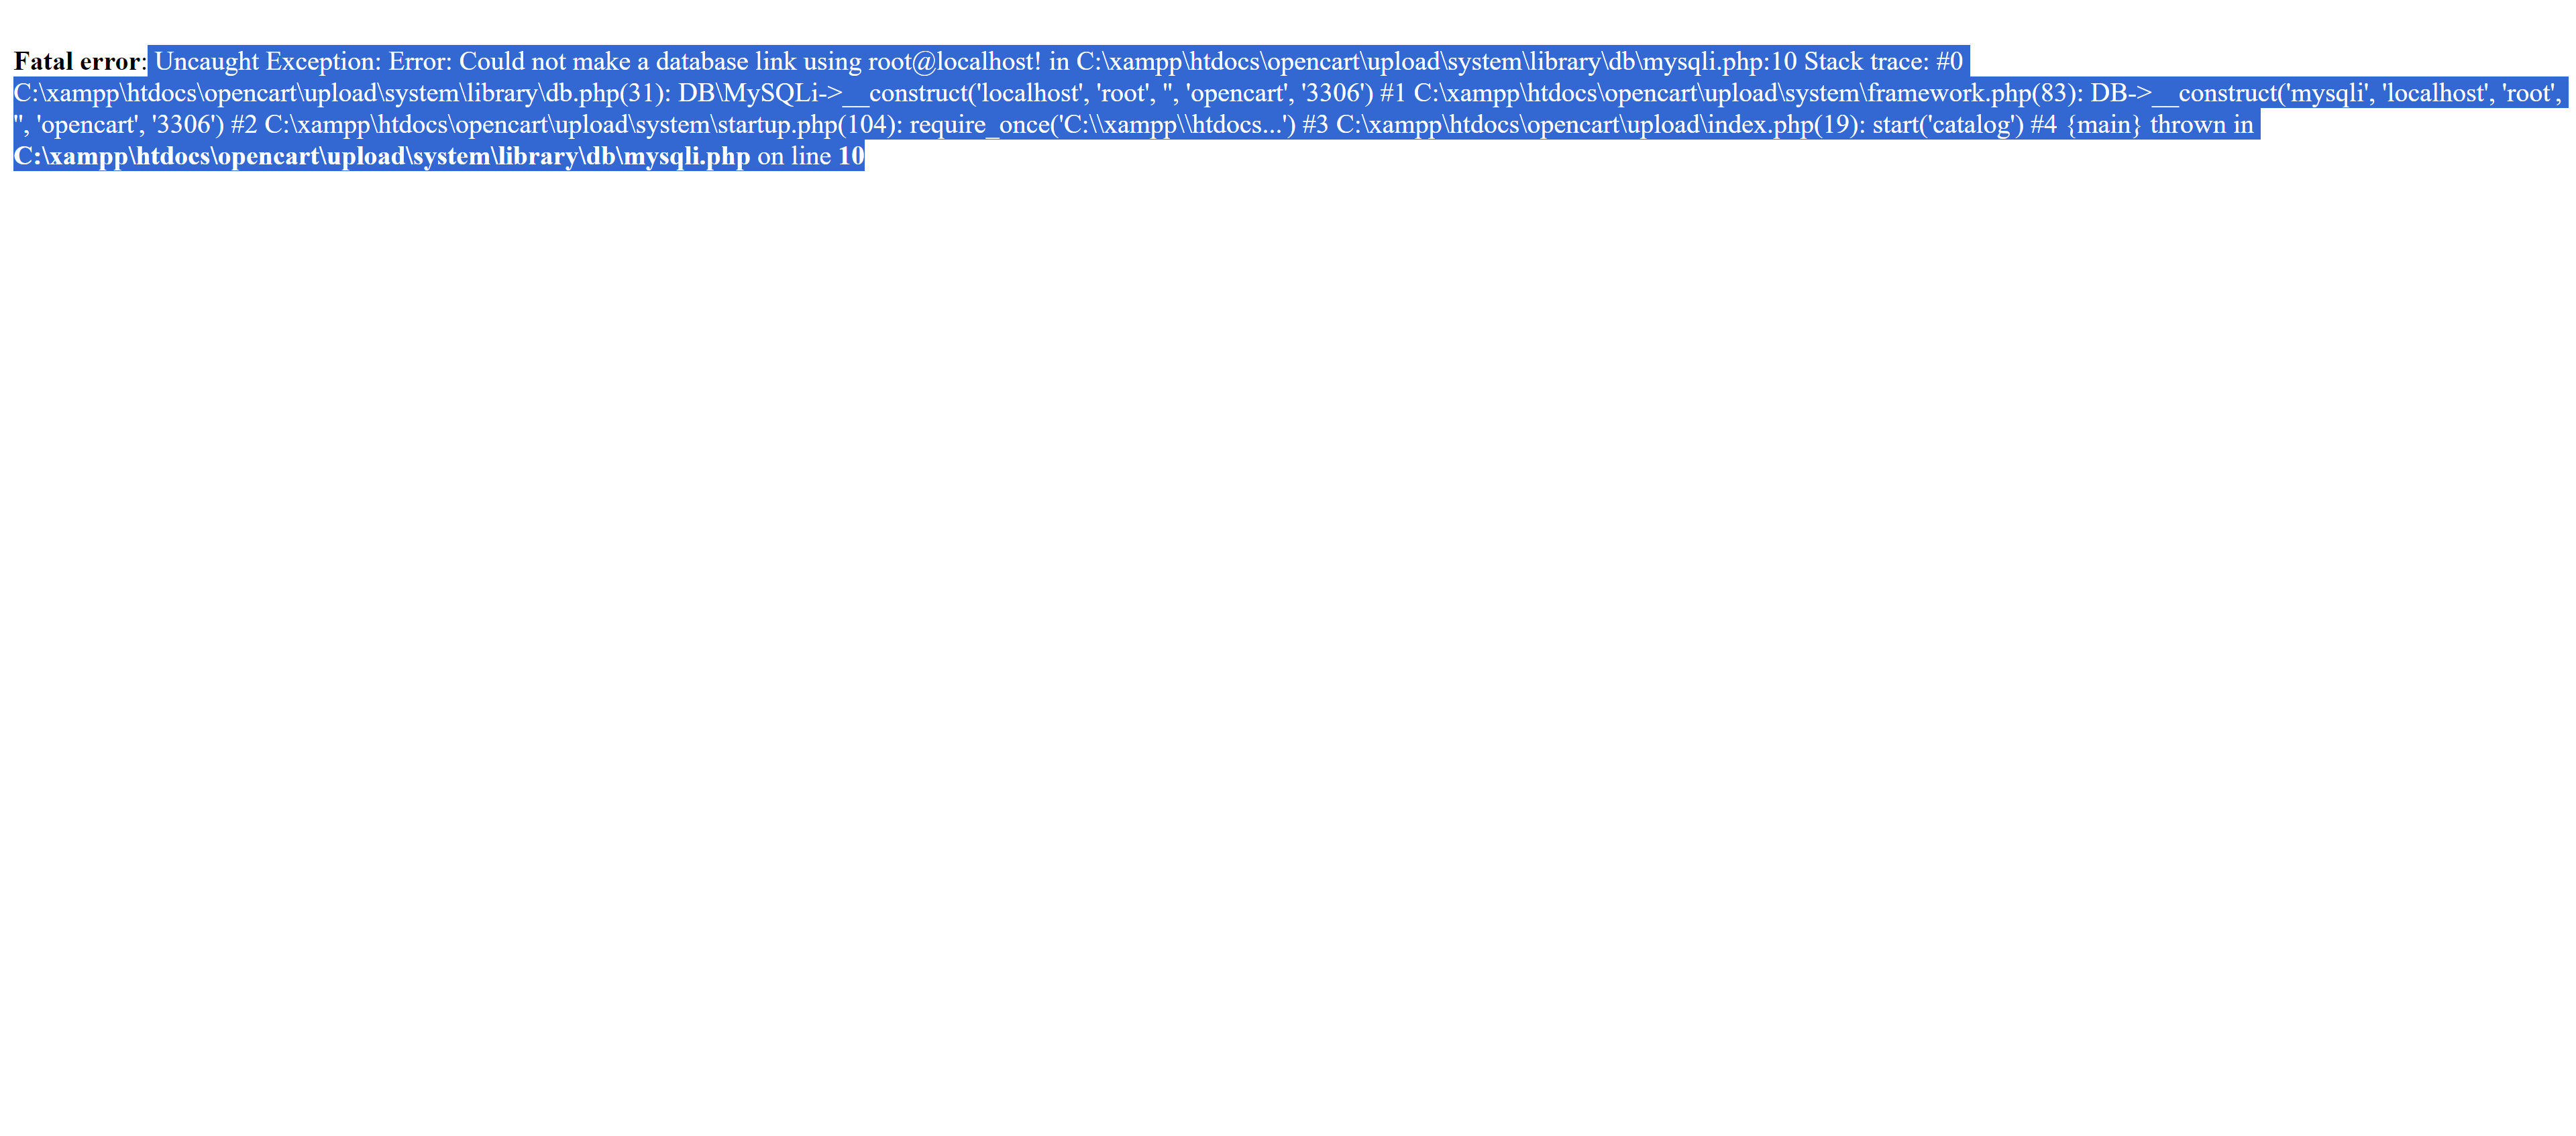 Fatal error: Uncaught Exception: Error: Could not make a database link using root@localhost! in C:\xampp\htdocs\opencart\upload\system\library\db\mysqli.php:10 Stack trace: #0
C:\xampp\htdocs\opencart\upload\system\library\db.php(31): DB\MySQLi->__construct('localhost', 'root', '', 'opencart', '3306') #1 C:\xampp\htdocs\opencart\upload\system\framework.php(83): DB->__construct('mysqli', 'localhost', 'root',
'', 'opencart', '3306') #2 C:\xampp\htdocs\opencart\upload\system\startup.php(104): require_once('C:\\xampp\\htdocs...') #3 C:\xampp\htdocs\opencart\upload\index.php(19): start('catalog') #4 {main} thrown in
C:\xampp\htdocs\opencart\upload\system\library\db\mysqli.php on line 10